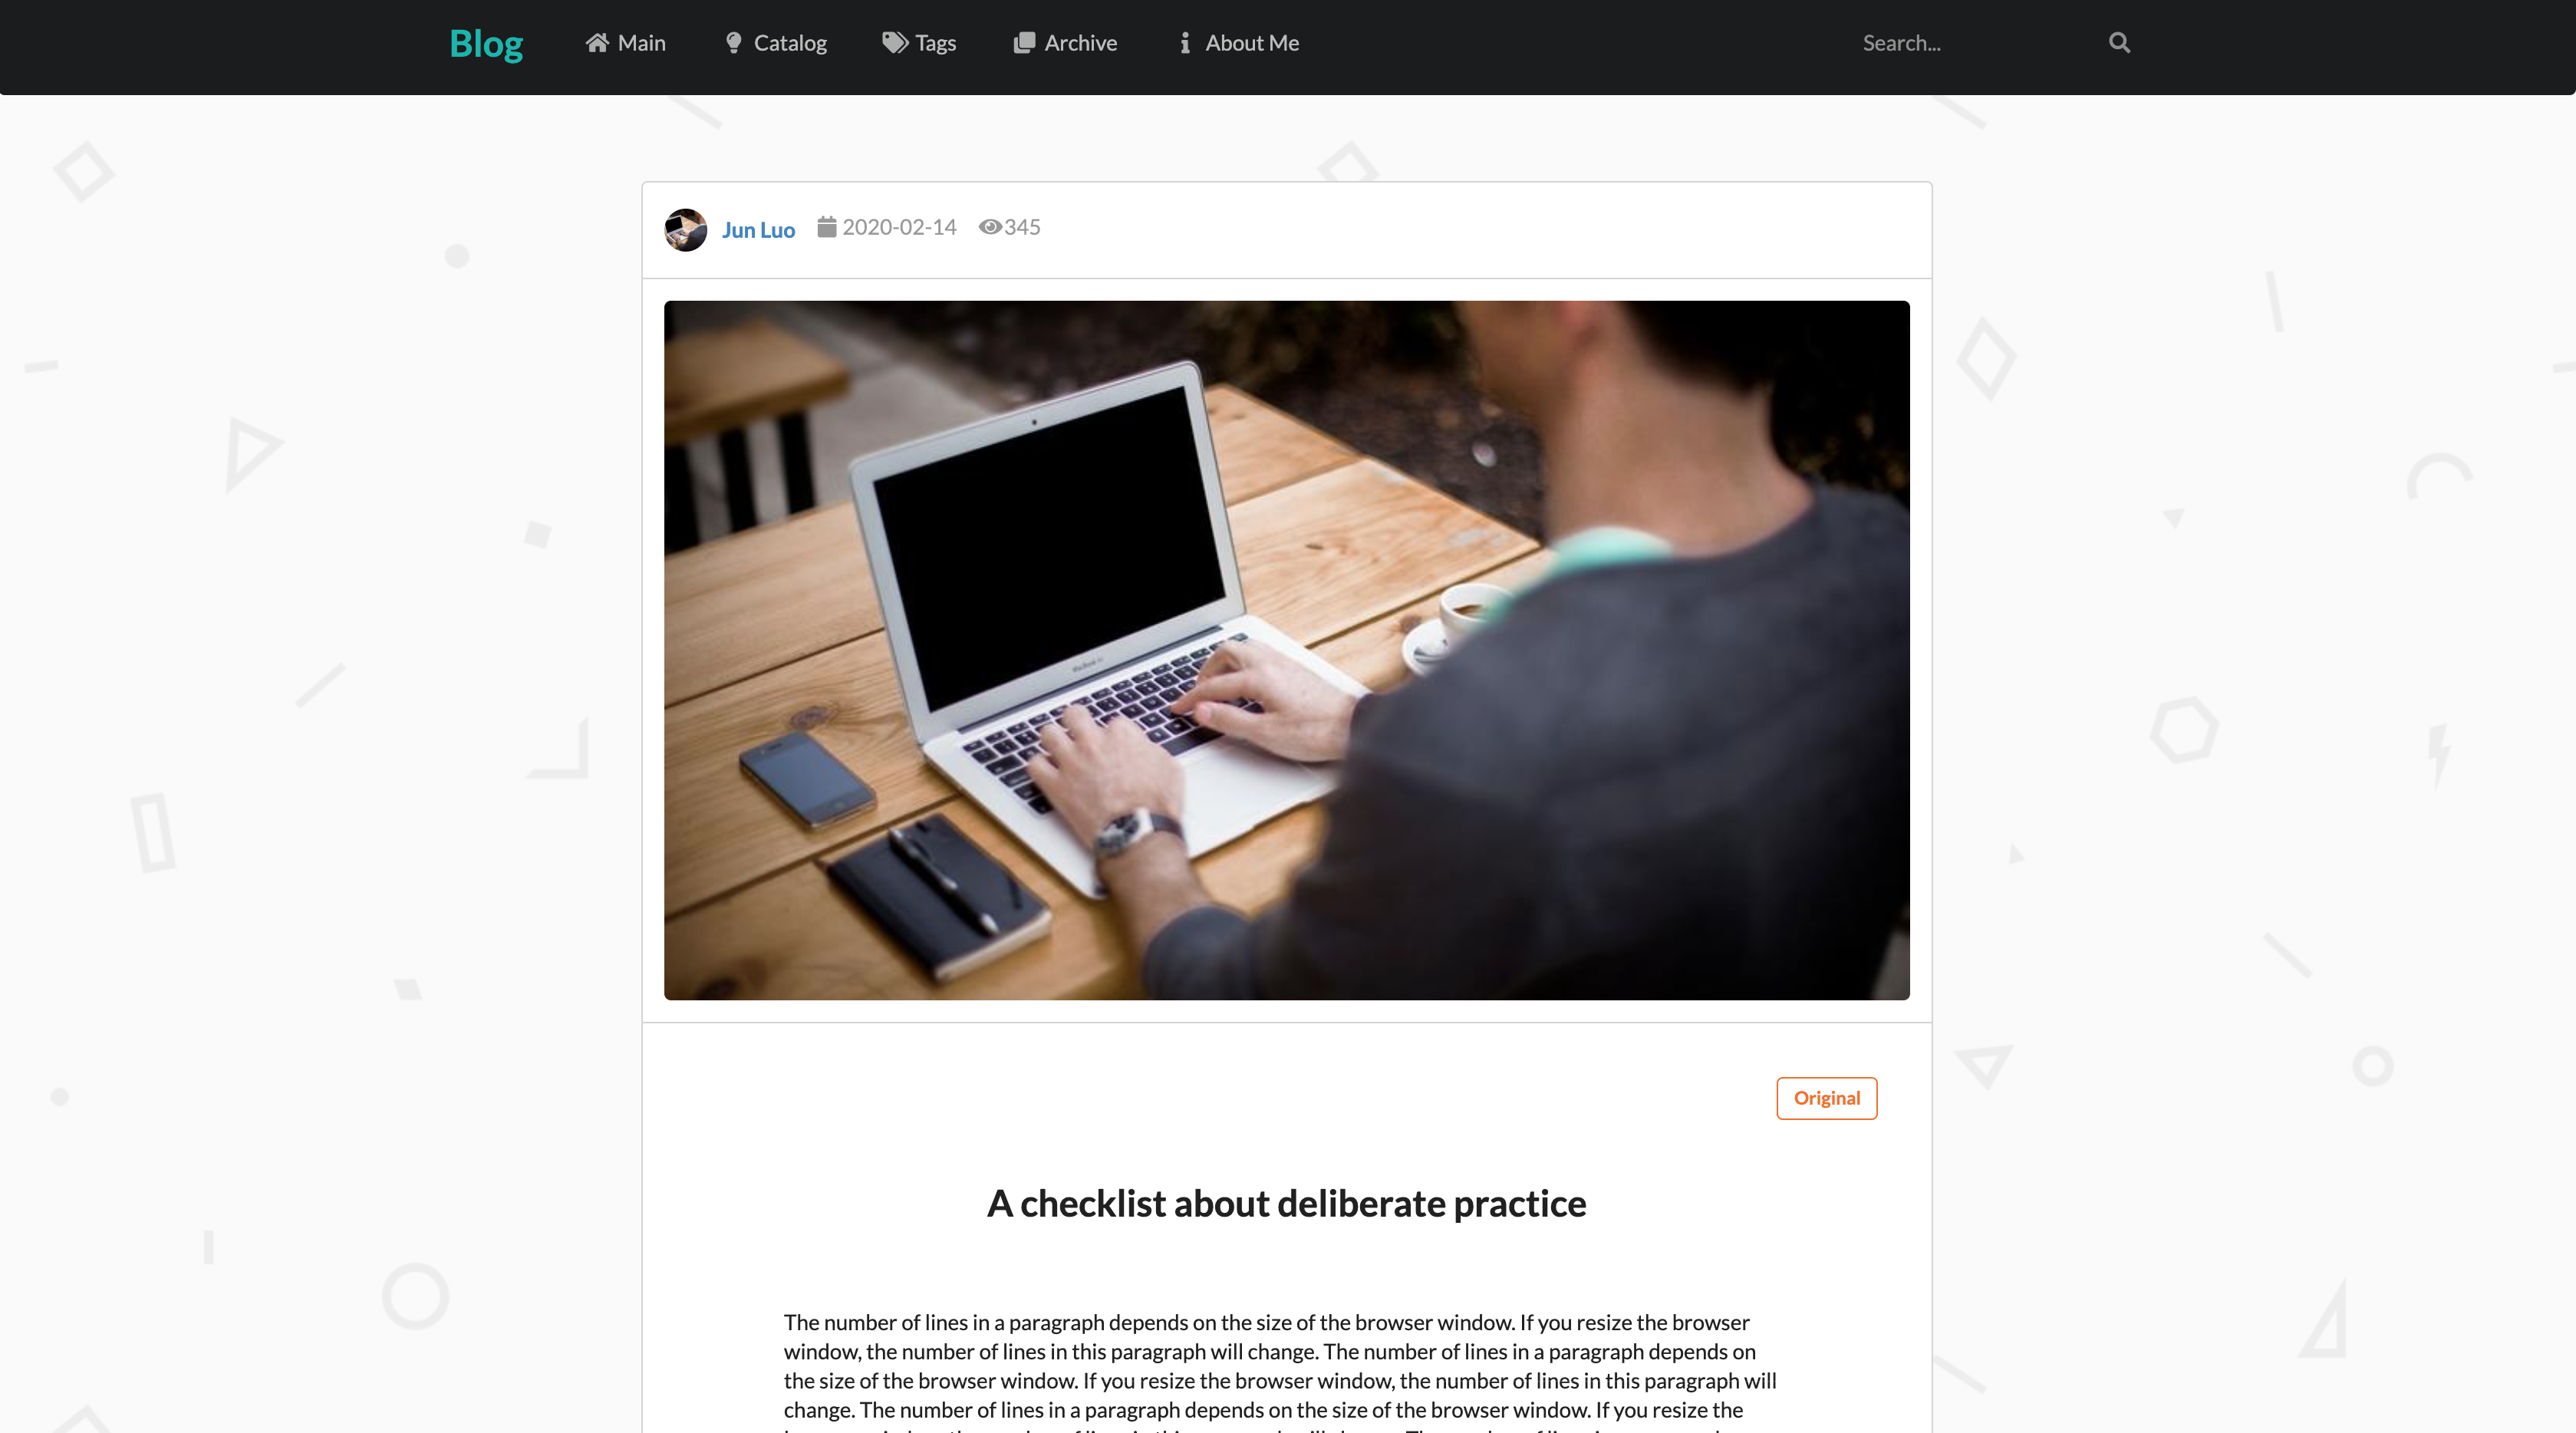 Blog Main Catalog Tags Archive About Me Search...
Jun Luo 2020-02-14 345
Original
A checklist about deliberate practice
The number of lines in a paragraph depends on the size of the browser window. If you resize the browser
window, the number of lines in this paragraph will change. The number of lines in a paragraph depends on
the size of the browser window. If you resize the browser window, the number of lines in this paragraph will
change. The number of lines in a paragraph depends on the size of the browser window. If you resize the